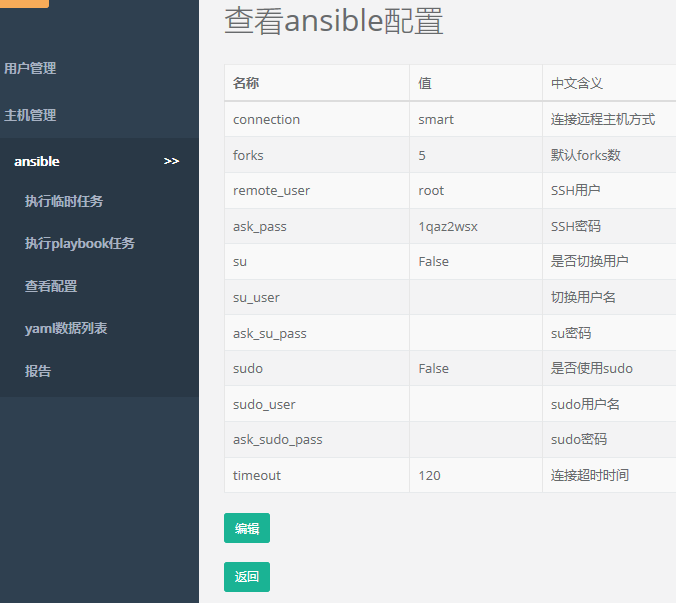 查看ansible配置
用户管理
主机管理
ansible >>
执行临时任务
执行playbook任务
查看配置
yaml数据列表
报告
名称 值 中文含义
connection smart 连接远程主机方式
forks 5 默认forks数
remote_user root SSH用户
ask_pass 1qaz2wsx SSH密码
su False 是否切换用户
su_user 切换用户名
ask_su_pass su密码
sudo False 是否使用sudo
sudo_user sudo用户名
ask_sudo_pass sudo密码
timeout 120 连接超时时间
编辑
返回